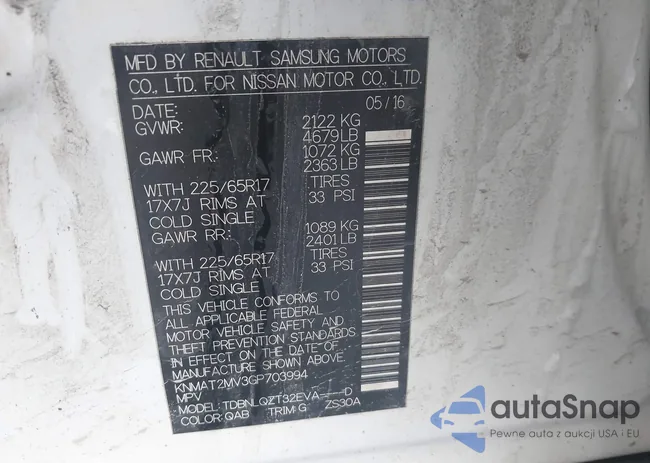 MFD BY RENAULT SAMSUNG MOTORS
CO., LTD. FOR NISSAN MOTOR CO., LTD.
DATE: 05/16
GVWR: 2122 KG
4679 LB
GAWR FR: 1072 KG
2363 LB
WITH 225/65R17 TIRES
17X7J RIMS AT 33 PSI
COLD SINGLE
GAWR RR: 1089 KG
2401 LB
WITH 225/65R17 TIRES
17X7J RIMS AT 33 PSI
COLD SINGLE
THIS VEHICLE CONFORMS TO
ALL APPLICABLE FEDERAL
MOTOR VEHICLE SAFETY AND
THEFT PREVENTION STANDARDS
IN EFFECT ON THE DATE OF
MANUFACTURE SHOWN ABOVE.
KNMAT2MV3GP703994
MPV
MODEL: TDBNLQZT32EVA----D
COLOR: QAB TRIM: G ZS30A
autoSnap
Pewne auta z aukcji USA i EU